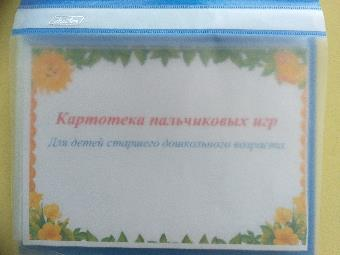 Картотека пальчиковых игр
Для детей старшего дошкольного возраста